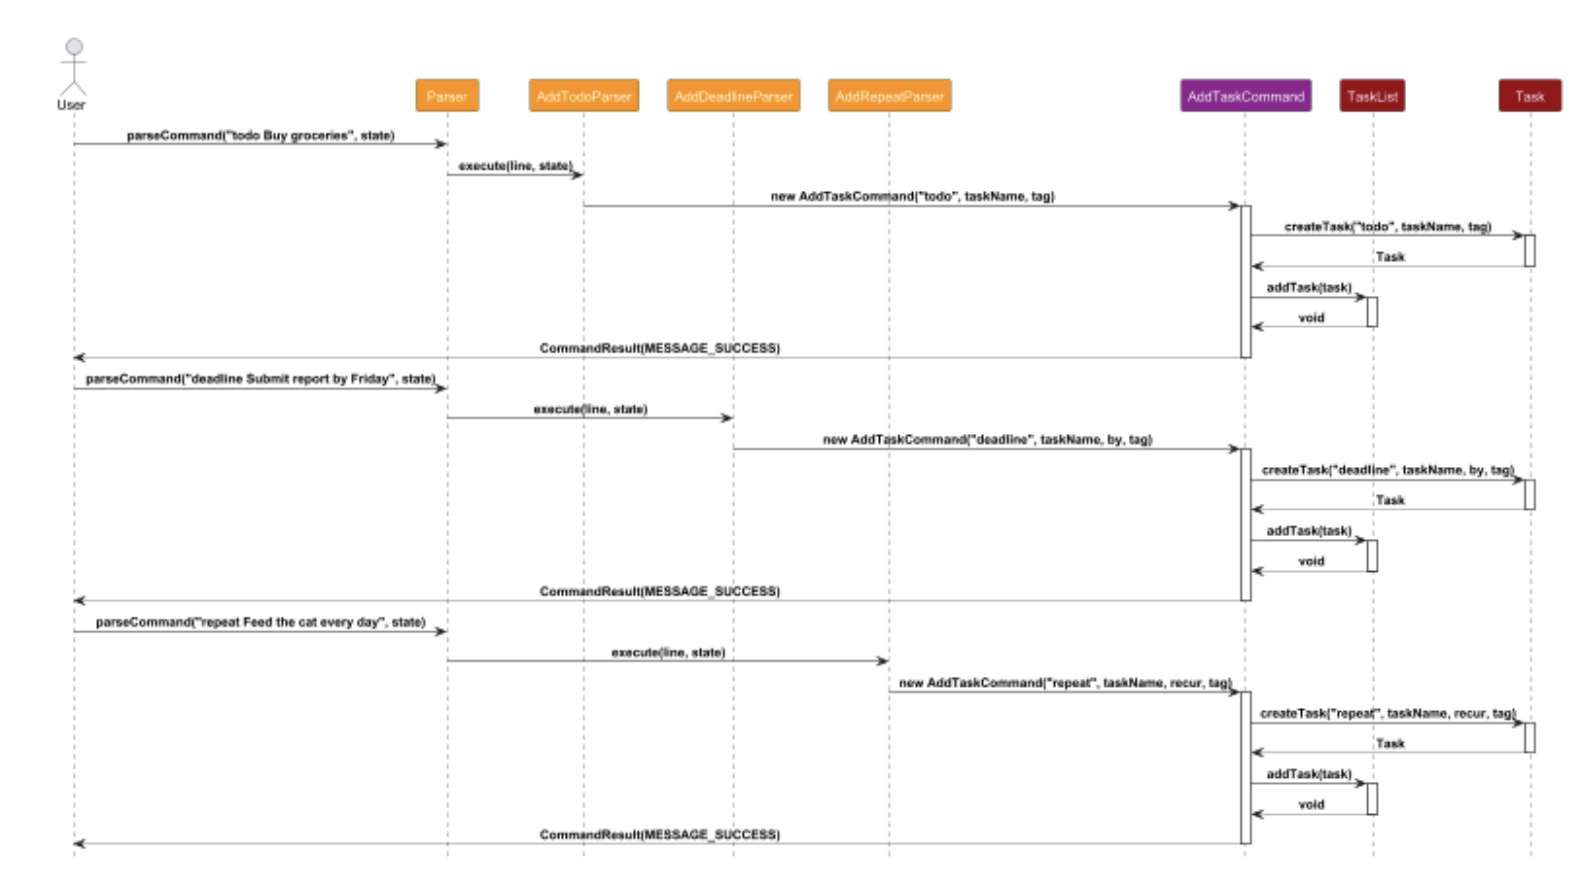 User
Parser
AddTodoParser
AddDeadlineParser
AddRepeatParser
AddTaskCommand
TaskList
Task
parseCommand("todo Buy groceries", state)
execute(line, state)
new AddTaskCommand("todo", taskName, tag)
createTask("todo", taskName, tag)
Task
addTask(task)
void
CommandResult(MESSAGE_SUCCESS)
parseCommand("deadline Submit report by Friday", state)
execute(line, state)
new AddTaskCommand("deadline", taskName, by, tag)
createTask("deadline", taskName, by, tag)
Task
addTask(task)
void
CommandResult(MESSAGE_SUCCESS)
parseCommand("repeat Feed the cat every day", state)
execute(line, state)
new AddTaskCommand("repeat", taskName, recur, tag)
createTask("repeat", taskName, recur, tag)
Task
addTask(task)
void
CommandResult(MESSAGE_SUCCESS)